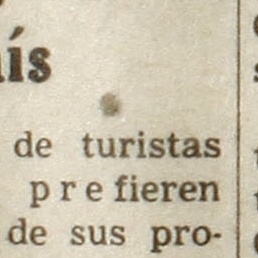 ís
de turistas
prefieren
de sus pro-